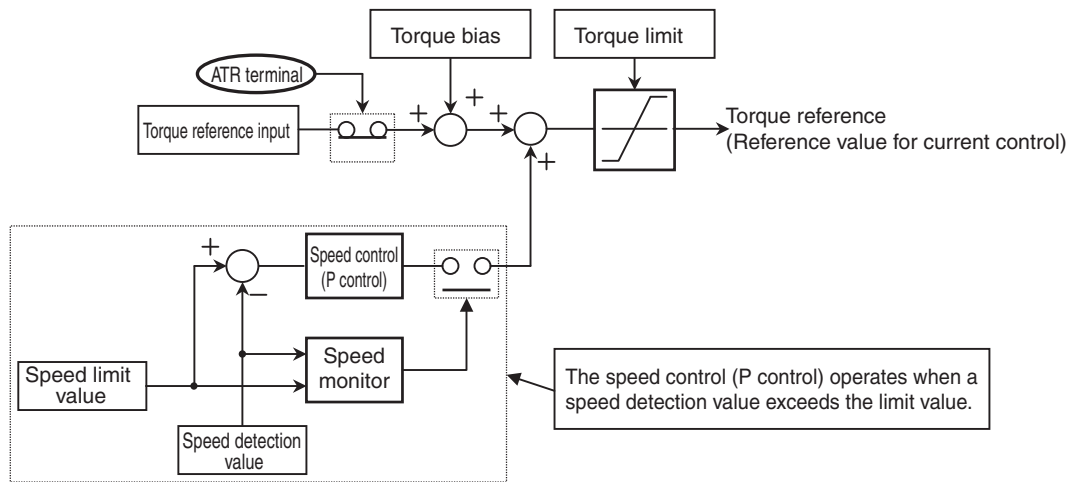 Torque bias
Torque limit
ATR terminal
Torque reference input
+
+
+
+
Torque reference
(Reference value for current control)
+
−
Speed control
(P control)
Speed limit
value
Speed
monitor
Speed detection
value
The speed control (P control) operates when a
speed detection value exceeds the limit value.